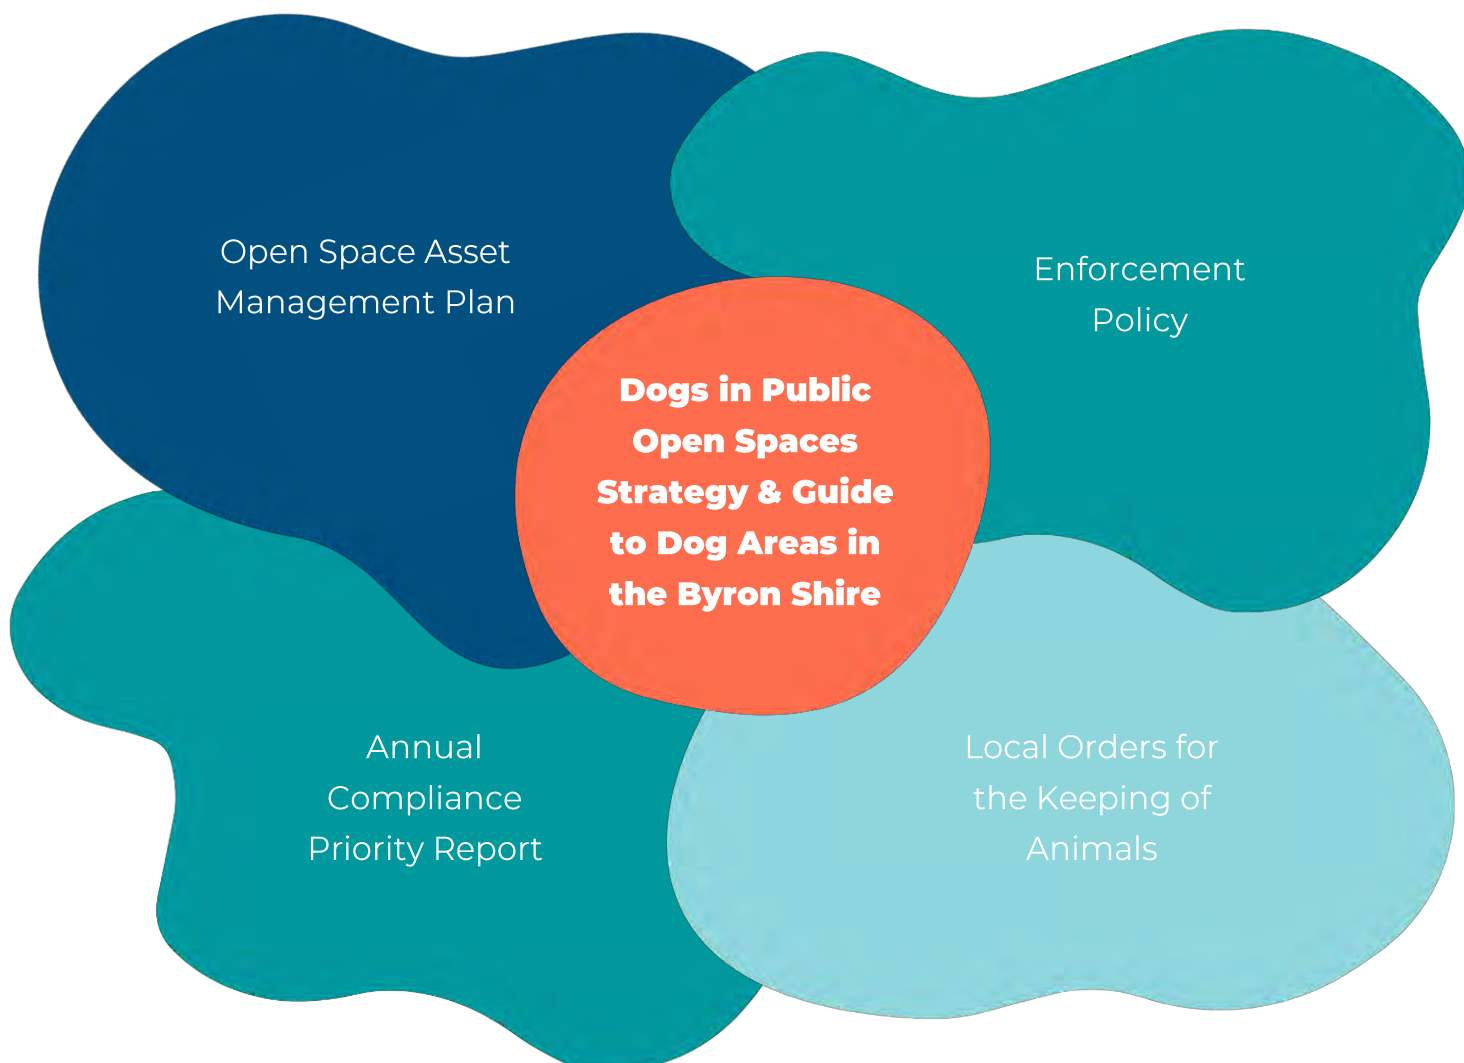 Open Space Asset
Management Plan
Enforcement
Policy
Dogs in Public
Open Spaces
Strategy & Guide
to Dog Areas in
the Byron Shire
Annual
Compliance
Priority Report
Local Orders for
the Keeping of
Animals